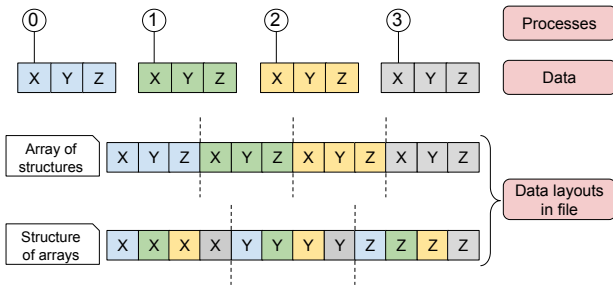 0 1 2 3 Processes
X Y Z X Y Z X Y Z X Y Z Data
Array of
structures
X Y Z X Y Z X Y Z X Y Z
Data layouts
in file
Structure
of arrays
X X X X Y Y Y Y Z Z Z Z